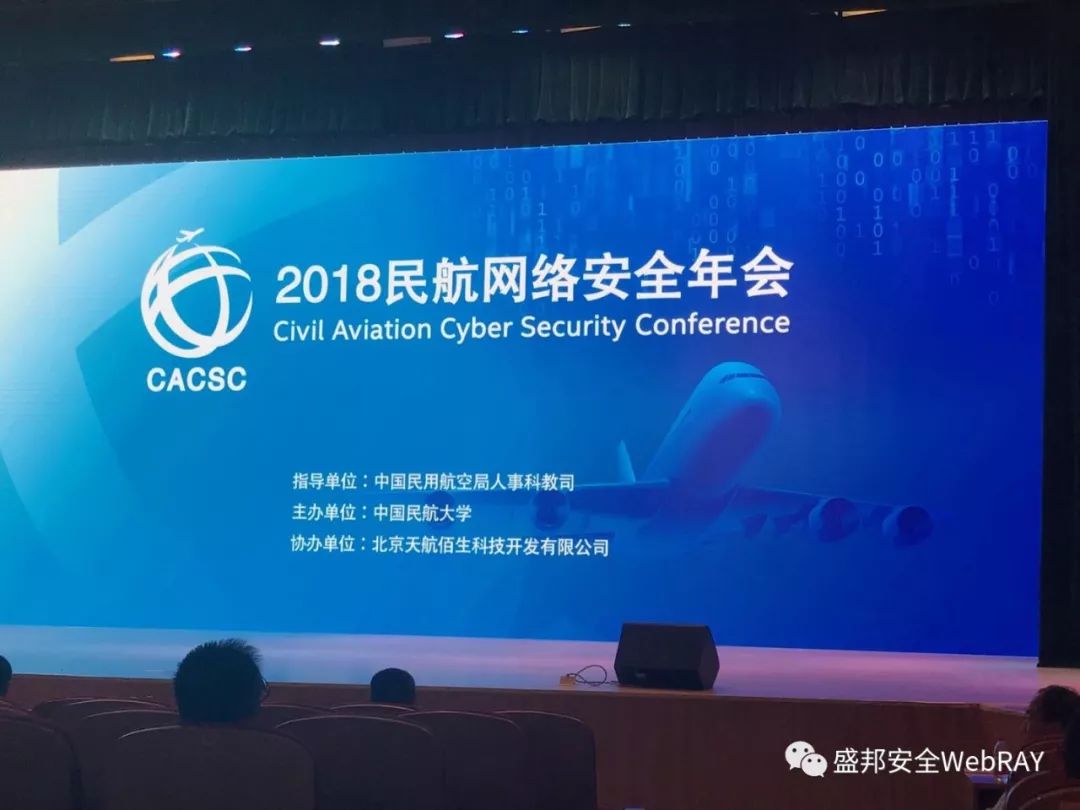 2018民航网络安全年会
Civil Aviation Cyber Security Conference
CACSC
指导单位：中国民用航空局人事科教司
主办单位：中国民航大学
协办单位：北京天航佰生科技开发有限公司
盛邦安全WebRAY